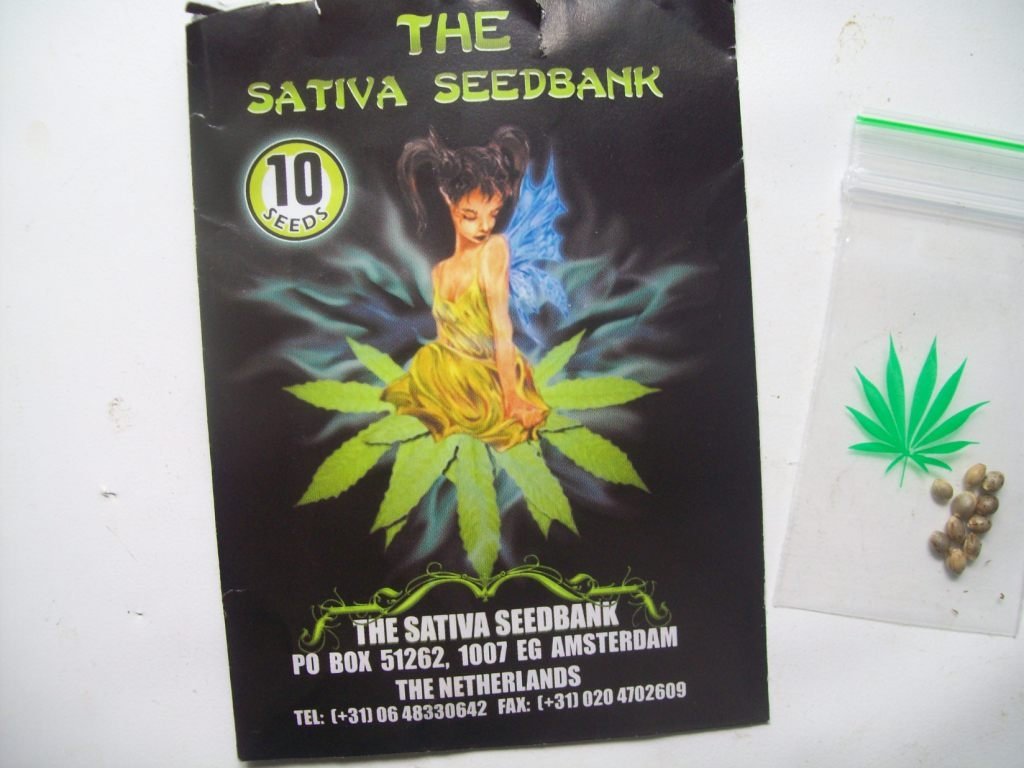 THE
SATIVA SEEDBANK
10
SEEDS
THE SATIVA SEEDBANK
PO BOX 51262, 1007 EG AMSTERDAM
THE NETHERLANDS
TEL: (+31) 06 48330642 FAX: (+31) 020 4702609